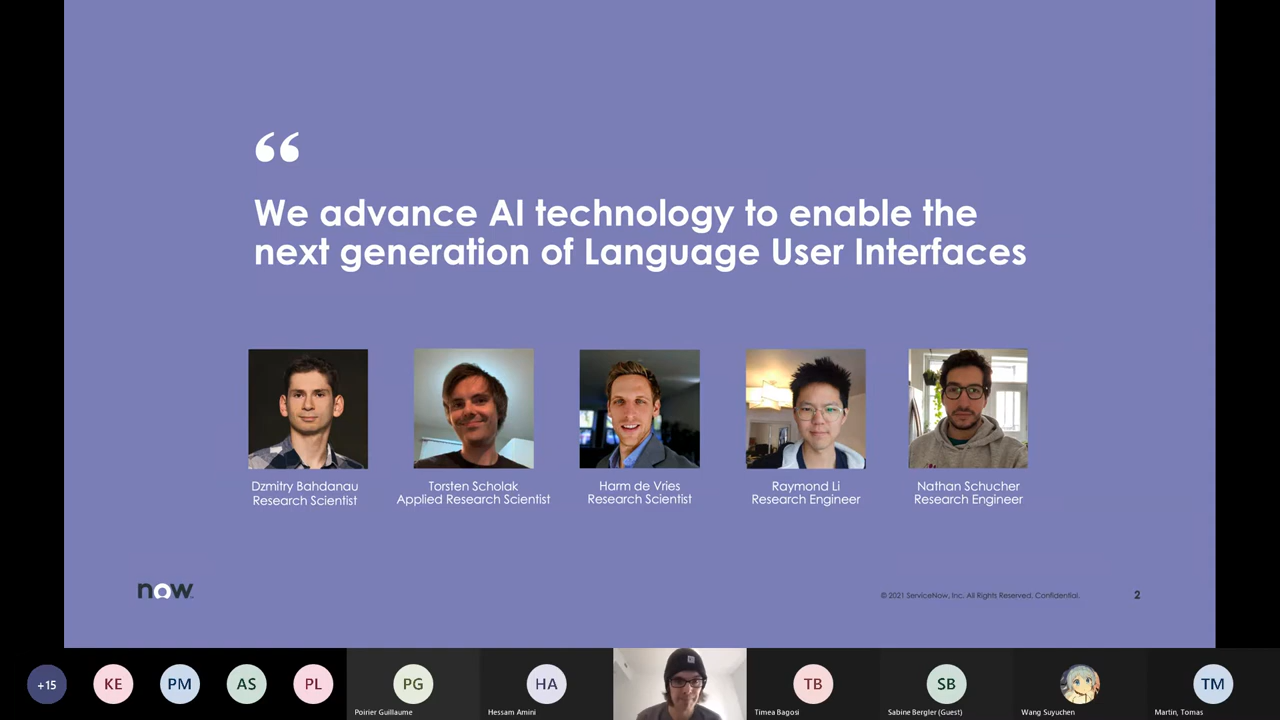 “
We advance AI technology to enable the
next generation of Language User Interfaces
Dzmitry Bahdanau
Research Scientist
Torsten Scholak
Applied Research Scientist
Harm de Vries
Research Scientist
Raymond Li
Research Engineer
Nathan Schucher
Research Engineer
now.
© 2021 ServiceNow, Inc. All Rights Reserved. Confidential.
2
+15
KE
PM
AS
PL
PG
Poirier Guillaume
HA
Hessam Amini
TB
Timea Bagosi
SB
Sabine Bergler (Guest)
Wang Suyuchen
TM
Martin, Tomas